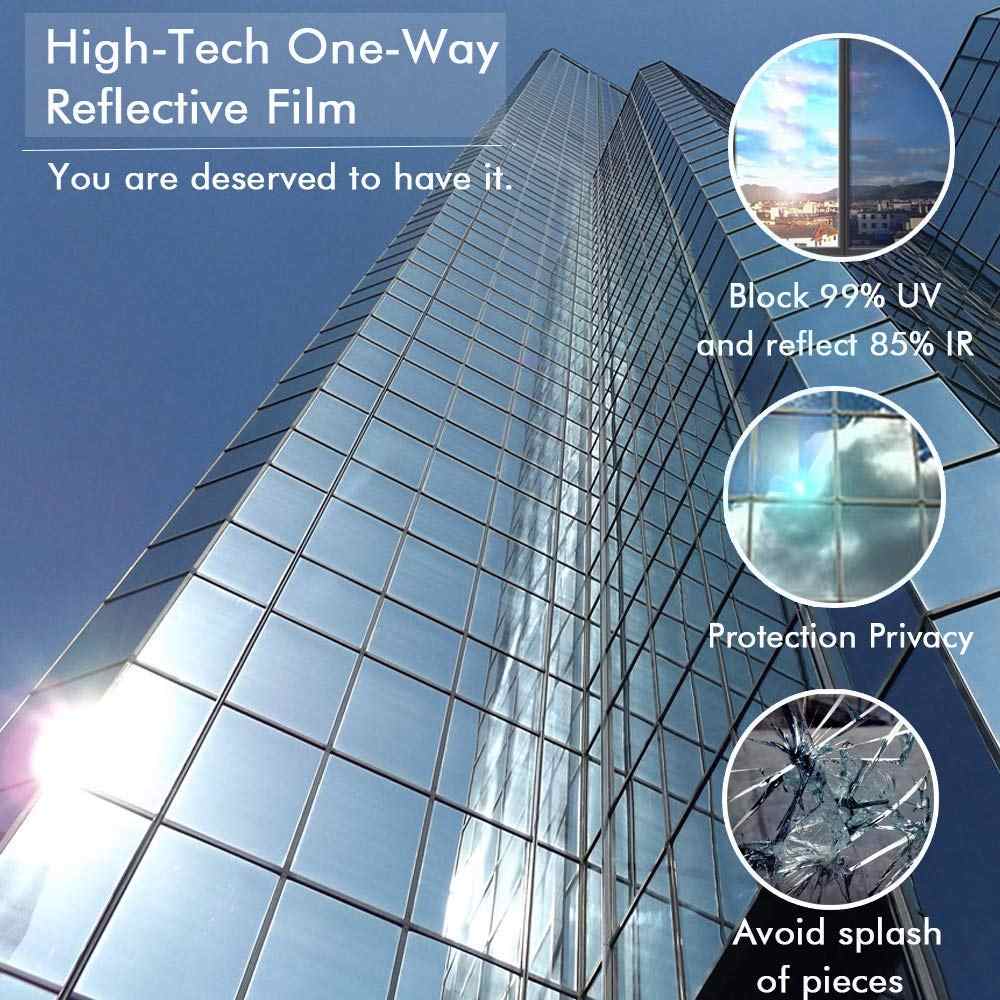 High-Tech One-Way
Reflective Film
You are deserved to have it.
Block 99% UV
and reflect 85% IR
Protection Privacy
Avoid splash
of pieces